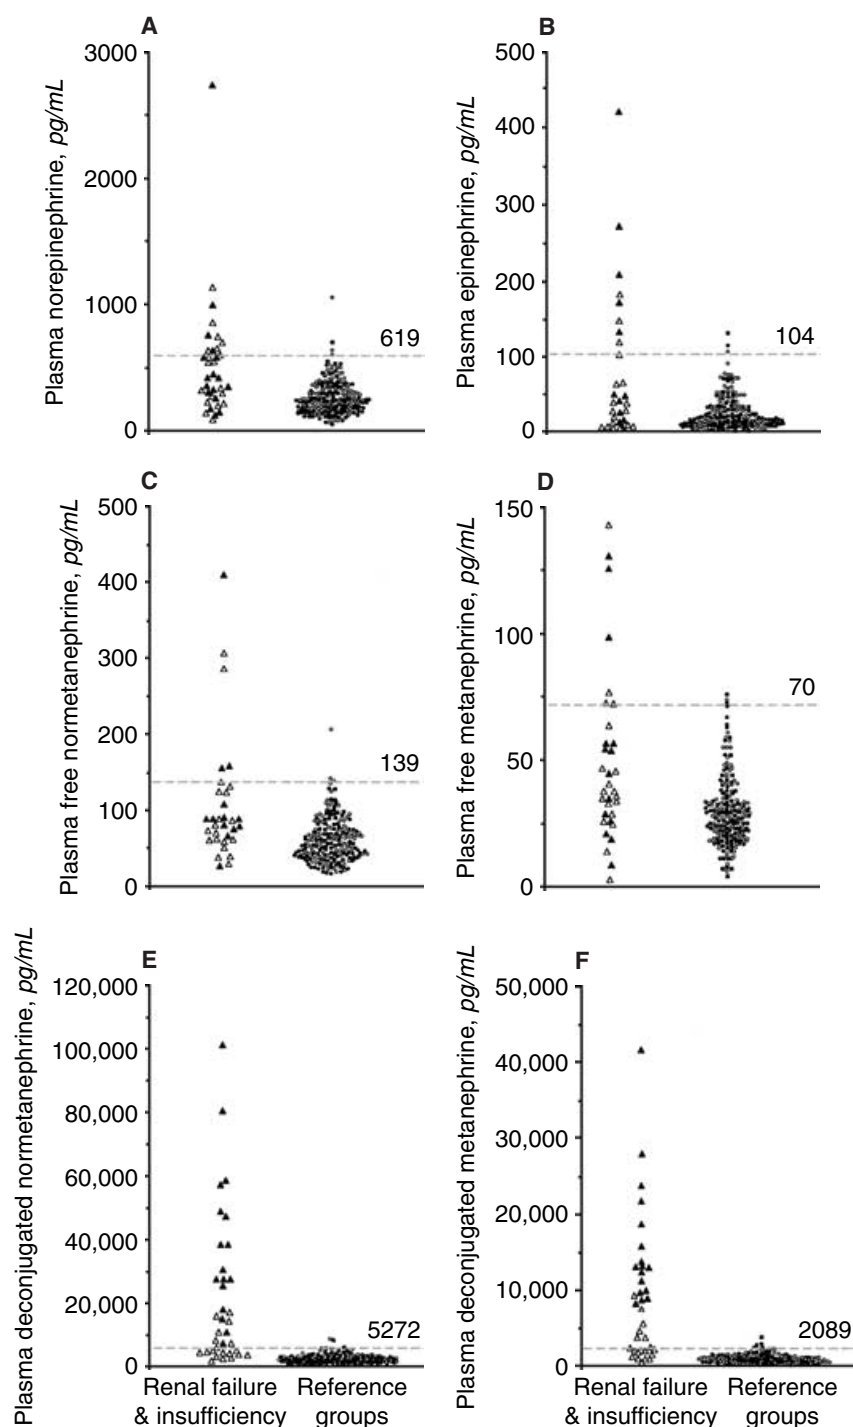 A
Plasma norepinephrine, pg/mL
3000
2000
1000
0
619
B
Plasma epinephrine, pg/mL
500
400
300
200
100
0
104
C
Plasma free normetanephrine, pg/mL
500
400
300
200
100
0
139
D
Plasma free metanephrine, pg/mL
150
100
50
0
70
E
Plasma deconjugated normetanephrine, pg/mL
120,000
100,000
80,000
60,000
40,000
20,000
0
5272
Renal failure
& insufficiency
Reference
groups
F
Plasma deconjugated metanephrine, pg/mL
50,000
40,000
30,000
20,000
10,000
0
2089
Renal failure
& insufficiency
Reference
groups